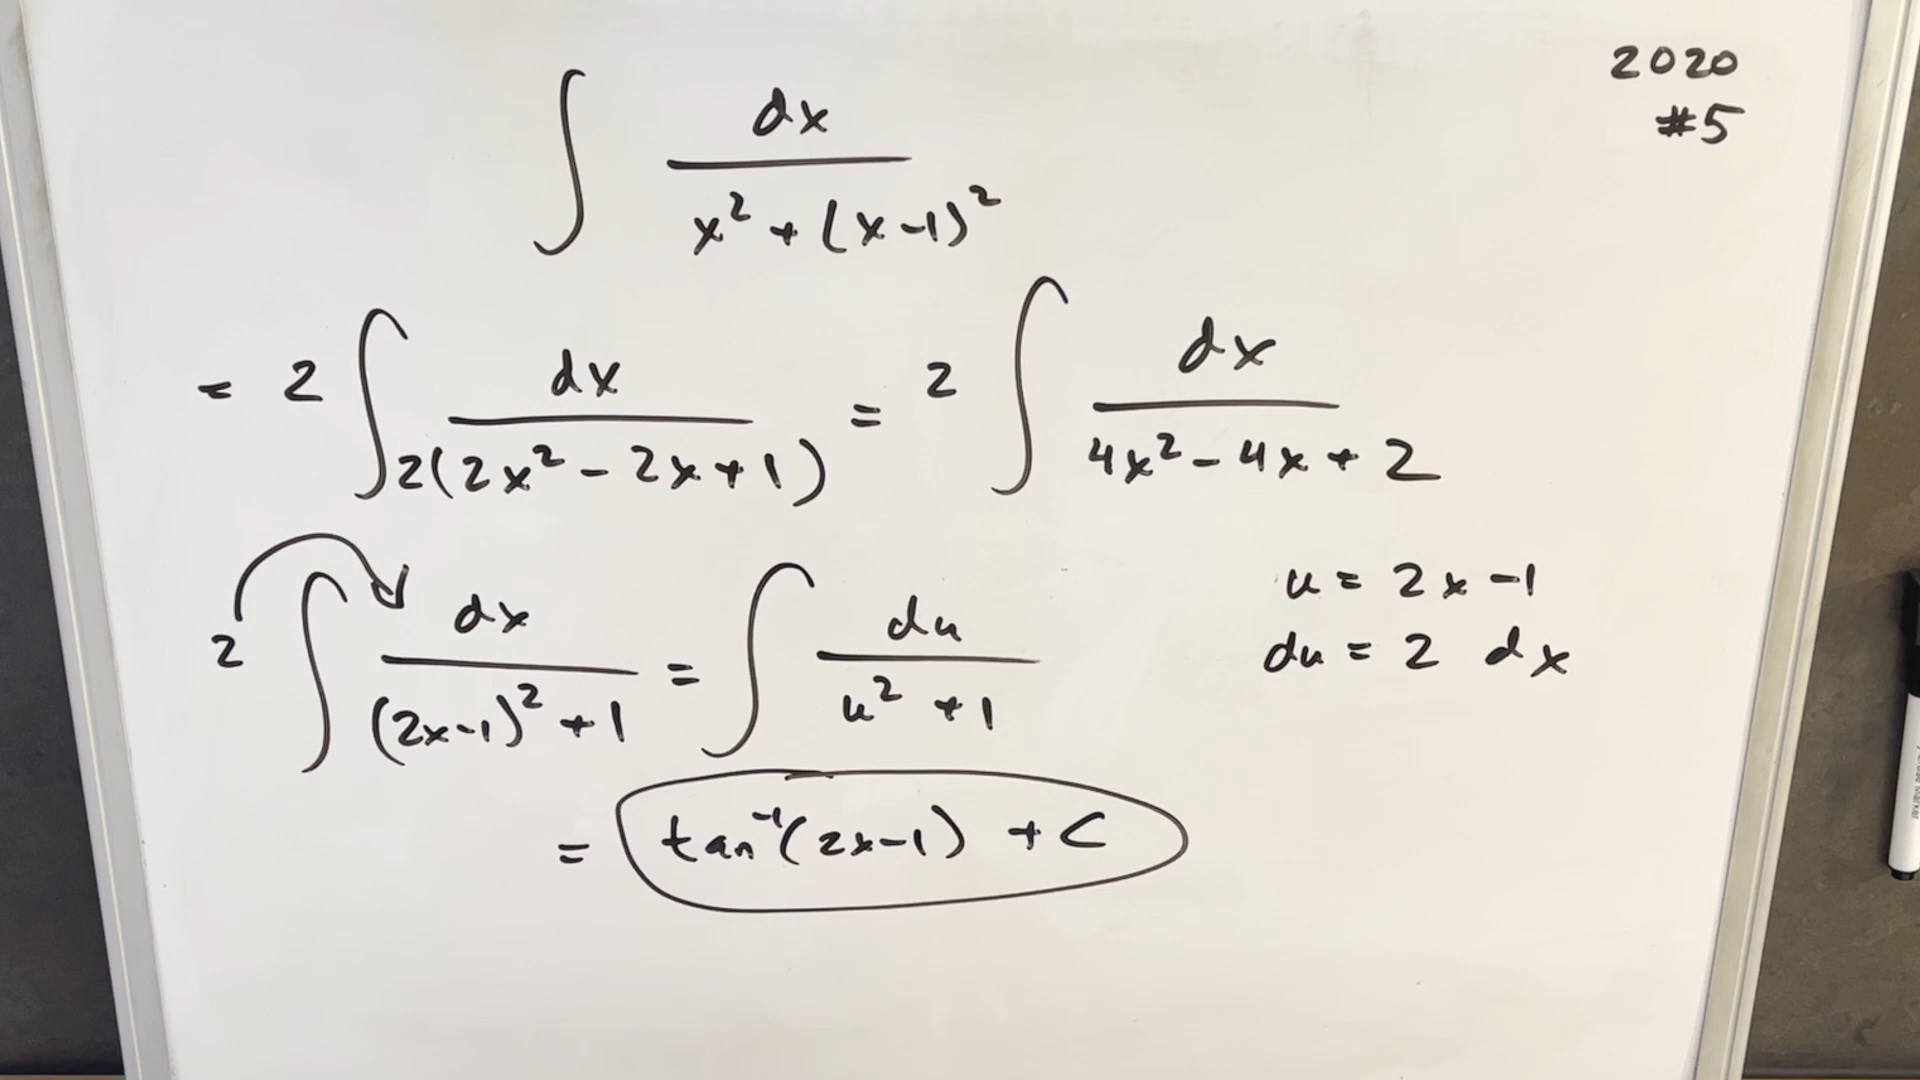 2020
#5
∫ dx / (x² + (x-1)²)
= 2 ∫ dx / (2(2x² - 2x + 1)) = 2 ∫ dx / (4x² - 4x + 2)
2 ∫ dx / ((2x-1)² + 1) = ∫ du / (u² + 1)
u = 2x - 1
du = 2 dx
= tan⁻¹(2x-1) + C